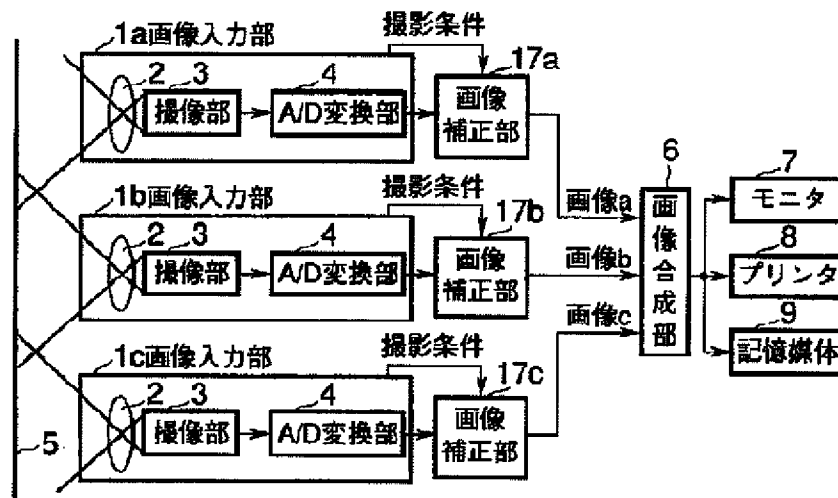 1a画像入力部
撮影条件
17a
2 3 4
撮像部
A/D変換部
画像
補正部
6
7
モニタ
画像a
1b画像入力部
撮影条件
17b
2 3 4
撮像部
A/D変換部
画像
補正部
画像b
画像合成部
8
プリンタ
画像c
9
記憶媒体
1c画像入力部
撮影条件
17c
2 3 4
撮像部
A/D変換部
画像
補正部
5